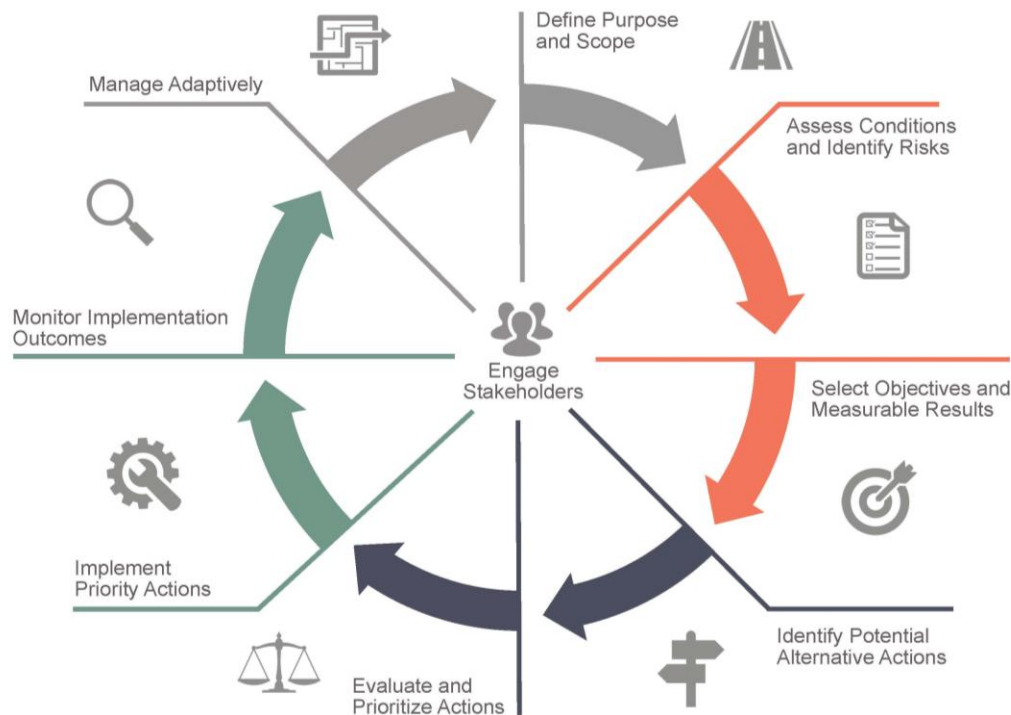 Define Purpose
and Scope
Assess Conditions
and Identify Risks
Select Objectives and
Measurable Results
Identify Potential
Alternative Actions
Evaluate and
Prioritize Actions
Implement
Priority Actions
Monitor Implementation
Outcomes
Manage Adaptively
Engage
Stakeholders